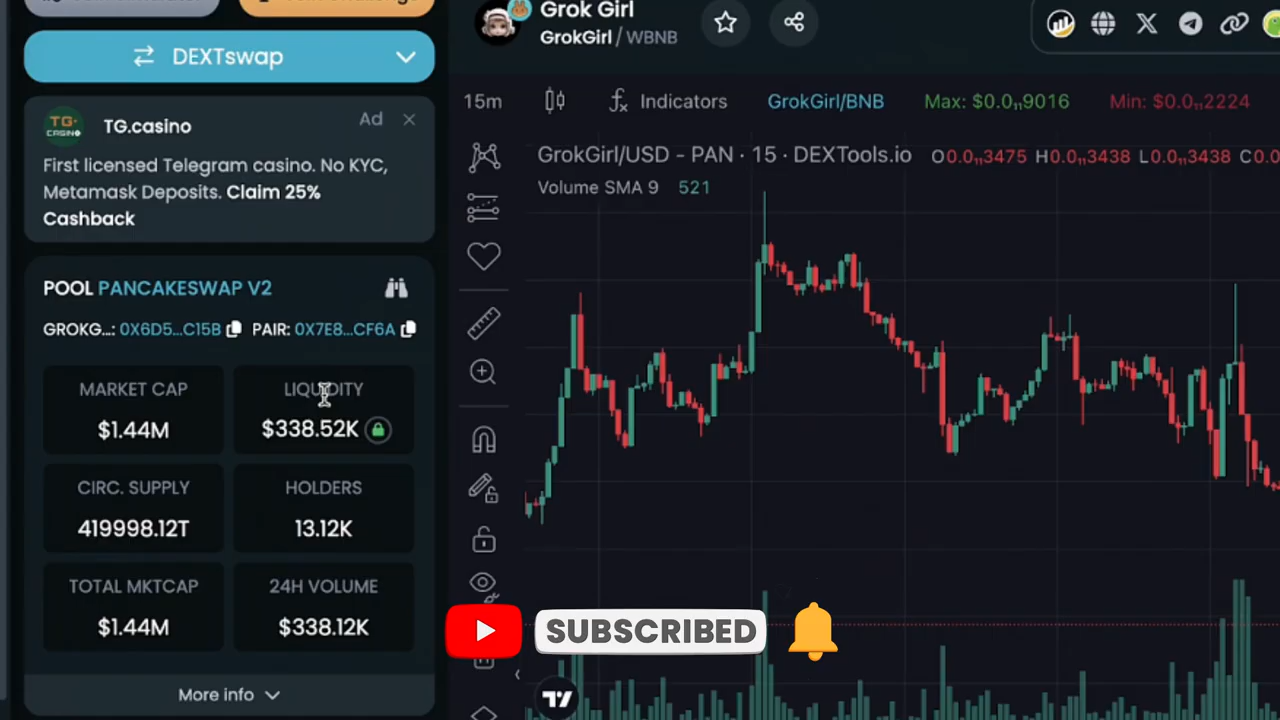 DEXTswap
TG.casino
Ad
First licensed Telegram casino. No KYC,
Metamask Deposits. Claim 25%
Cashback
POOL PANCAKESWAP V2
GROKG...: 0X6D5...C15B PAIR: 0X7E8...CF6A
MARKET CAP
$1.44M
LIQUIDITY
$338.52K
CIRC. SUPPLY
419998.12T
HOLDERS
13.12K
TOTAL MKTCAP
$1.44M
24H VOLUME
$338.12K
More info
Grok Girl
GrokGirl / WBNB
15m
Indicators
GrokGirl/BNB
Max: $0.0₁₁9016
Min: $0.0₁₁2224
GrokGirl/USD - PAN · 15 · DEXTools.io
O0.0₁₁3475 H0.0₁₁3438 L0.0₁₁3438 C0.0
Volume SMA 9 521
SUBSCRIBED